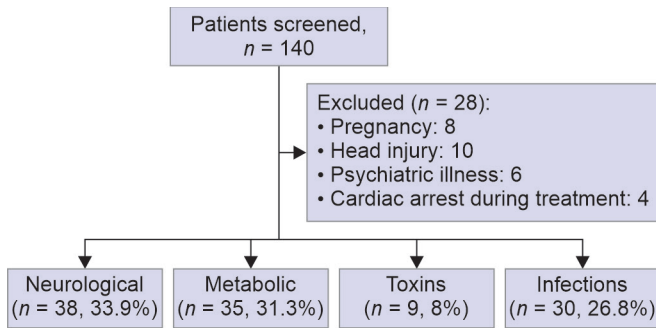 Patients screened,
n = 140
Excluded (n = 28):
• Pregnancy: 8
• Head injury: 10
• Psychiatric illness: 6
• Cardiac arrest during treatment: 4
Neurological
(n = 38, 33.9%)
Metabolic
(n = 35, 31.3%)
Toxins
(n = 9, 8%)
Infections
(n = 30, 26.8%)